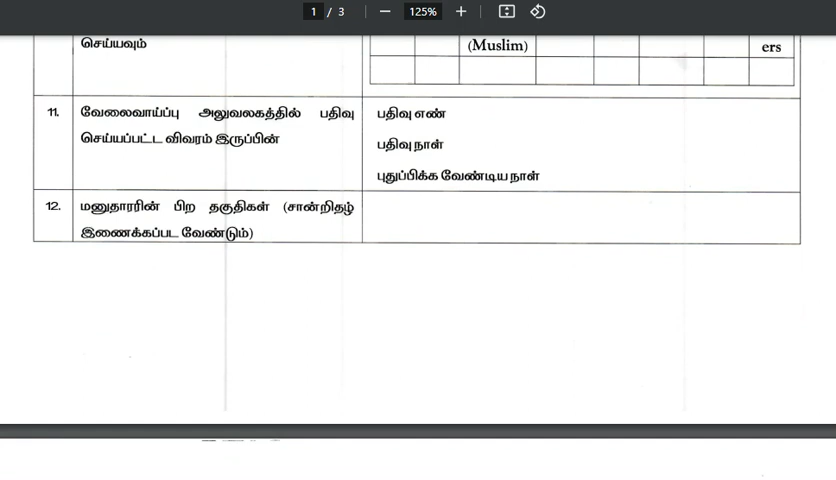 1 / 3 125%
செய்யவும்
(Muslim) ers
11. வேலைவாய்ப்பு அலுவலகத்தில் பதிவு
செய்யப்பட்ட விவரம் இருப்பின்
பதிவு எண்
பதிவு நாள்
புதுப்பிக்க வேண்டிய நாள்
12. மனுதாரரின் பிற தகுதிகள் (சான்றிதழ்
இணைக்கப்பட வேண்டும்)